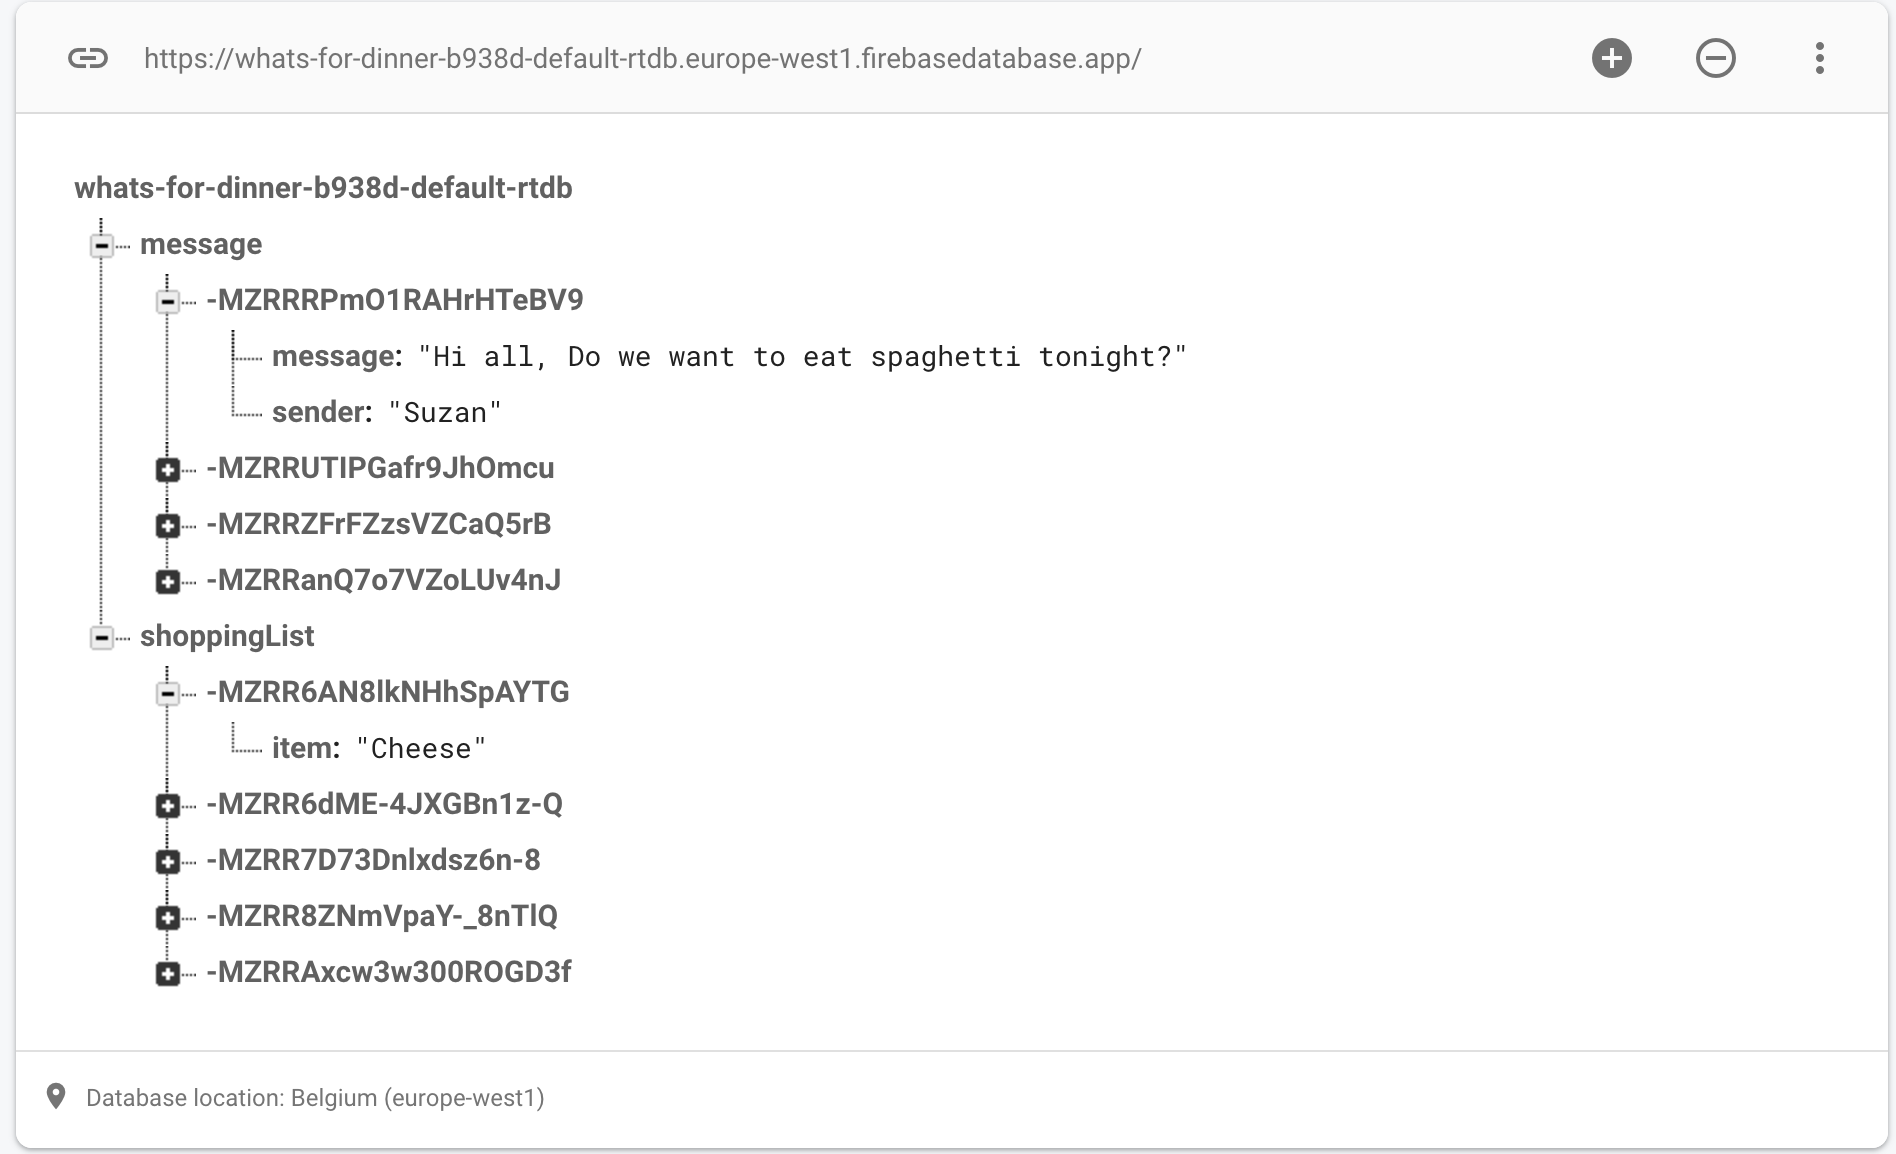 https://whats-for-dinner-b938d-default-rtdb.europe-west1.firebasedatabase.app/
whats-for-dinner-b938d-default-rtdb
message
-MZRRRPmO1RAHrHTeBV9
message: "Hi all, Do we want to eat spaghetti tonight?"
sender: "Suzan"
-MZRRUTIPGafr9JhOmcu
-MZRRZFrFZzsVZCaQ5rB
-MZRRanQ7o7VZoLUv4nJ
shoppingList
-MZRR6AN8lkNHhSpAYTG
item: "Cheese"
-MZRR6dME-4JXGBn1z-Q
-MZRR7D73Dnlxdsz6n-8
-MZRR8ZNmVpaY-_8nTlQ
-MZRRAxcw3w300ROGD3f
Database location: Belgium (europe-west1)